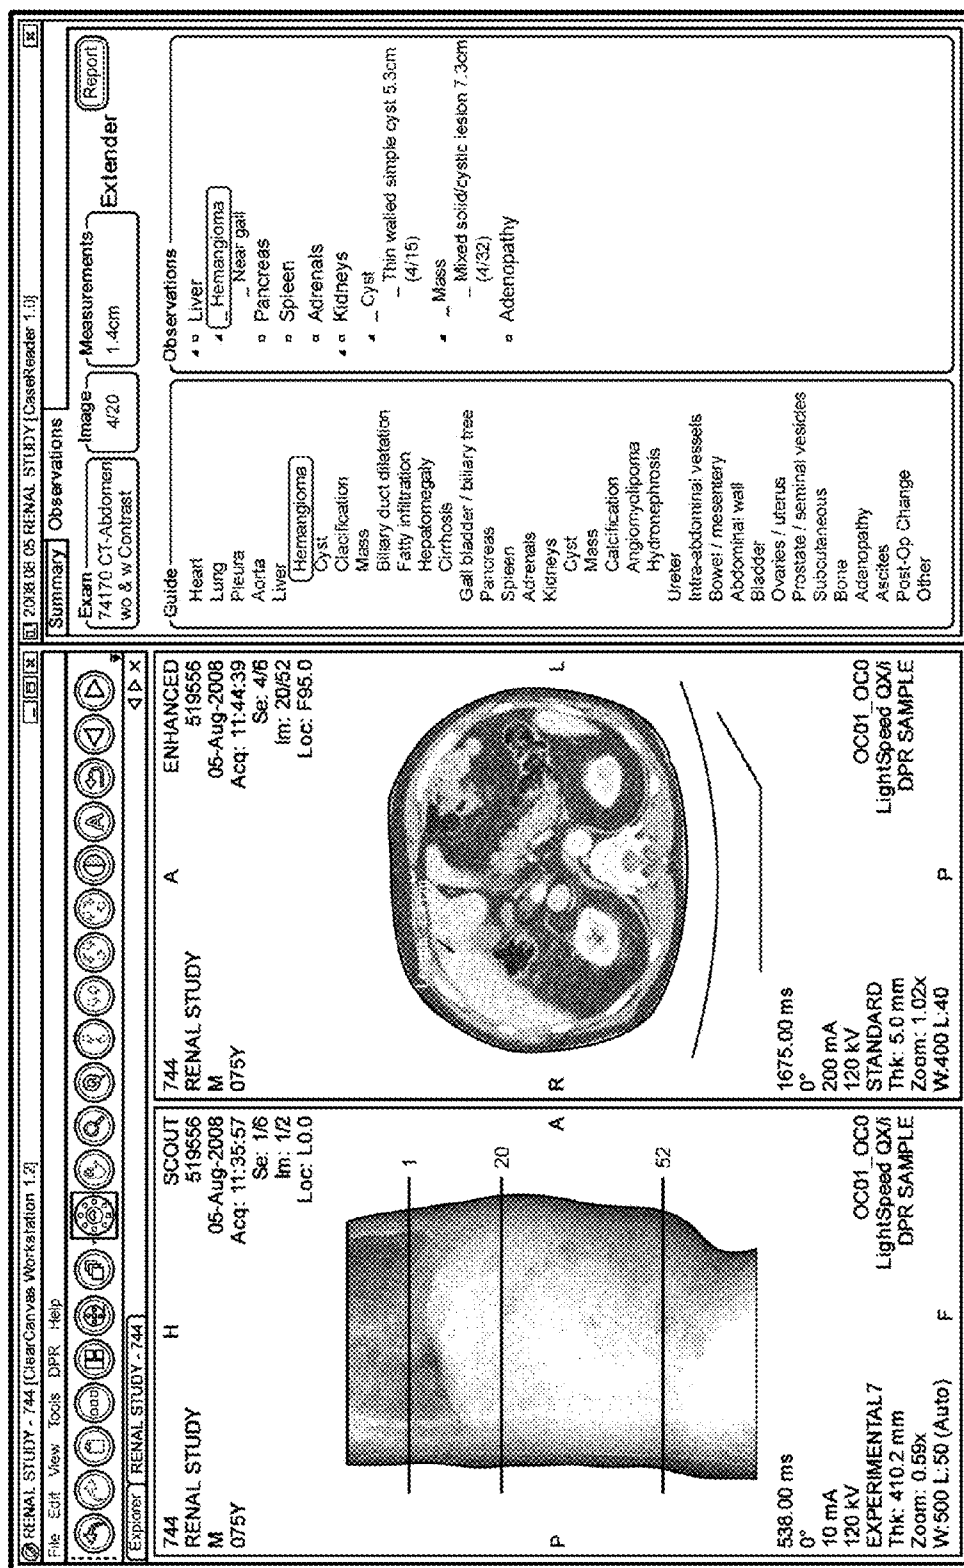 RENAL STUDY - 744 [ClearCanvas Workstation 1.2]
File Edit View Tools DPR Help
Explorer RENAL STUDY - 744
744
RENAL STUDY
M
075Y
H
SCOUT
519556
05-Aug-2008
Acq: 11:35:57
Se: 1/6
Im: 1/2
Loc: L0.0
P
A
1
20
52
538.00 ms
0°
10 mA
120 kV
EXPERIMENTAL7
Thk: 410.2 mm
Zoom: 0.59x
W:500 L:50 (Auto)
F
OC01_OC0
LightSpeed QX/i
DPR SAMPLE
744
RENAL STUDY
M
075Y
A
ENHANCED
519556
05-Aug-2008
Acq: 11:44:39
Se: 4/6
Im: 20/52
Loc: F95.0
R
L
1675.00 ms
0°
200 mA
120 kV
STANDARD
Thk: 5.0 mm
Zoom: 1.02x
W:400 L:40
P
OC01_OC0
LightSpeed QX/i
DPR SAMPLE
2008.08.05 RENAL STUDY [CaseReader 1.0]
Summary Observations
Exam
74170 CT-Abdomen
wo & w Contrast
Image
4/20
Measurements
1.4cm
Extender
Report
Guide
Heart
Lung
Pleura
Aorta
Liver
Hemangioma
Cyst
Clacification
Mass
Biliary duct dilatation
Fatty infiltration
Hepatomegaly
Cirrhosis
Gall bladder / biliary tree
Pancreas
Spleen
Adrenals
Kidneys
Cyst
Mass
Calcification
Angiomyolipoma
Hydronephrosis
Ureter
Intra-abdominal vessels
Bowel / mesentery
Abdominal wall
Bladder
Ovaries / uterus
Prostate / seminal vesicles
Subcutaneous
Bone
Adenopathy
Ascites
Post-Op Change
Other
Observations
Liver
_ Hemangioma
_ Near gall
Pancreas
Spleen
Adrenals
Kidneys
_ Cyst
_ Thin walled simple cyst 5.3cm
(4/15)
_ Mass
_ Mixed solid/cystic lesion 7.3cm
(4/32)
Adenopathy